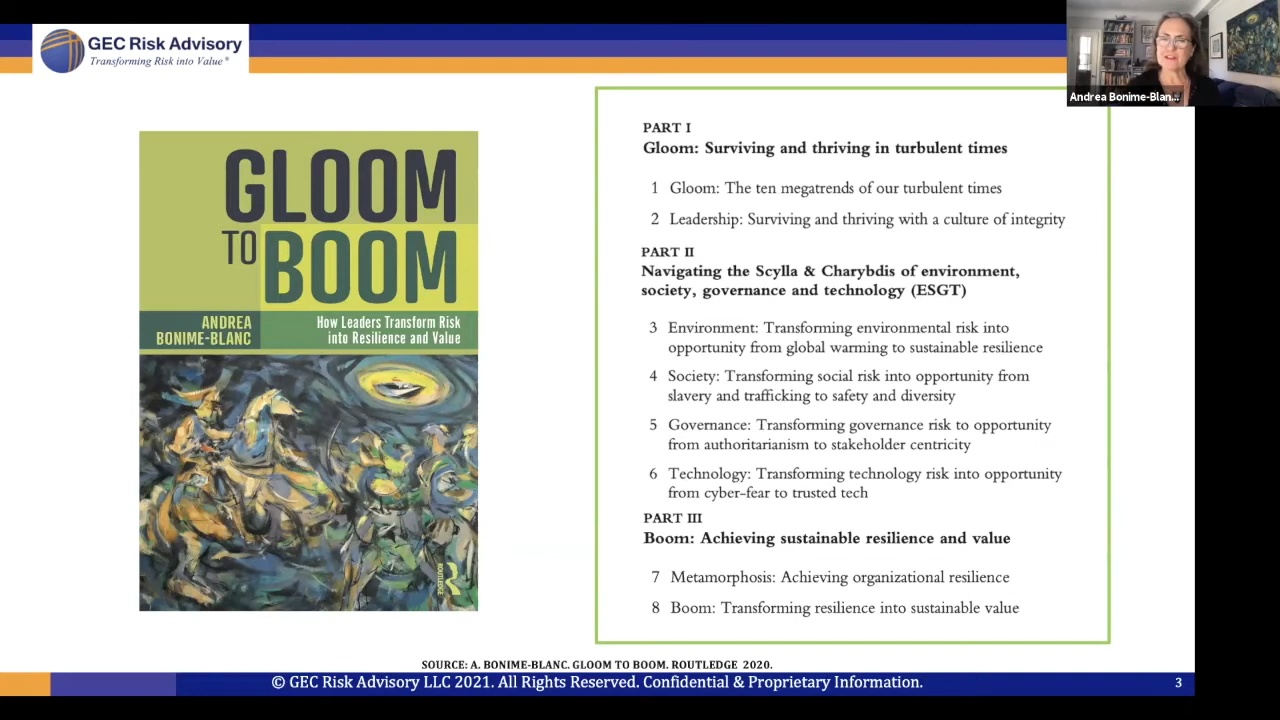 GEC Risk Advisory
Transforming Risk into Value®
Andrea Bonime-Blan...
GLOOM
TO BOOM
ANDREA
BONIME-BLANC
How Leaders Transform Risk
into Resilience and Value
ROUTLEDGE
PART I
Gloom: Surviving and thriving in turbulent times
1 Gloom: The ten megatrends of our turbulent times
2 Leadership: Surviving and thriving with a culture of integrity
PART II
Navigating the Scylla & Charybdis of environment,
society, governance and technology (ESGT)
3 Environment: Transforming environmental risk into
opportunity from global warming to sustainable resilience
4 Society: Transforming social risk into opportunity from
slavery and trafficking to safety and diversity
5 Governance: Transforming governance risk to opportunity
from authoritarianism to stakeholder centricity
6 Technology: Transforming technology risk into opportunity
from cyber-fear to trusted tech
PART III
Boom: Achieving sustainable resilience and value
7 Metamorphosis: Achieving organizational resilience
8 Boom: Transforming resilience into sustainable value
SOURCE: A. BONIME-BLANC. GLOOM TO BOOM. ROUTLEDGE 2020.
© GEC Risk Advisory LLC 2021. All Rights Reserved. Confidential & Proprietary Information.
3